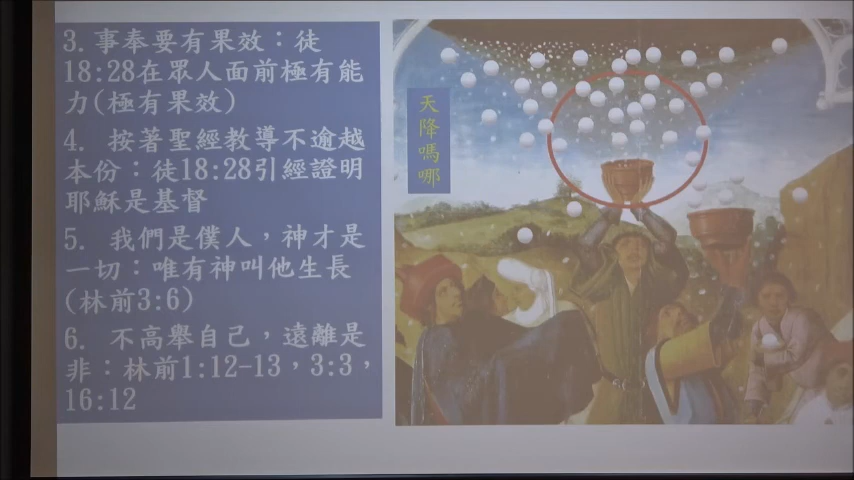 3. 事奉要有果效：徒
18:28在眾人面前極有能
力(極有果效)
4. 按著聖經教導不逾越
本份：徒18:28引經證明
耶穌是基督
5. 我們是僕人，神才是
一切：唯有神叫他生長
(林前3:6)
6. 不高舉自己，遠離是
非：林前1:12-13，3:3，
16:12
天降嗎哪